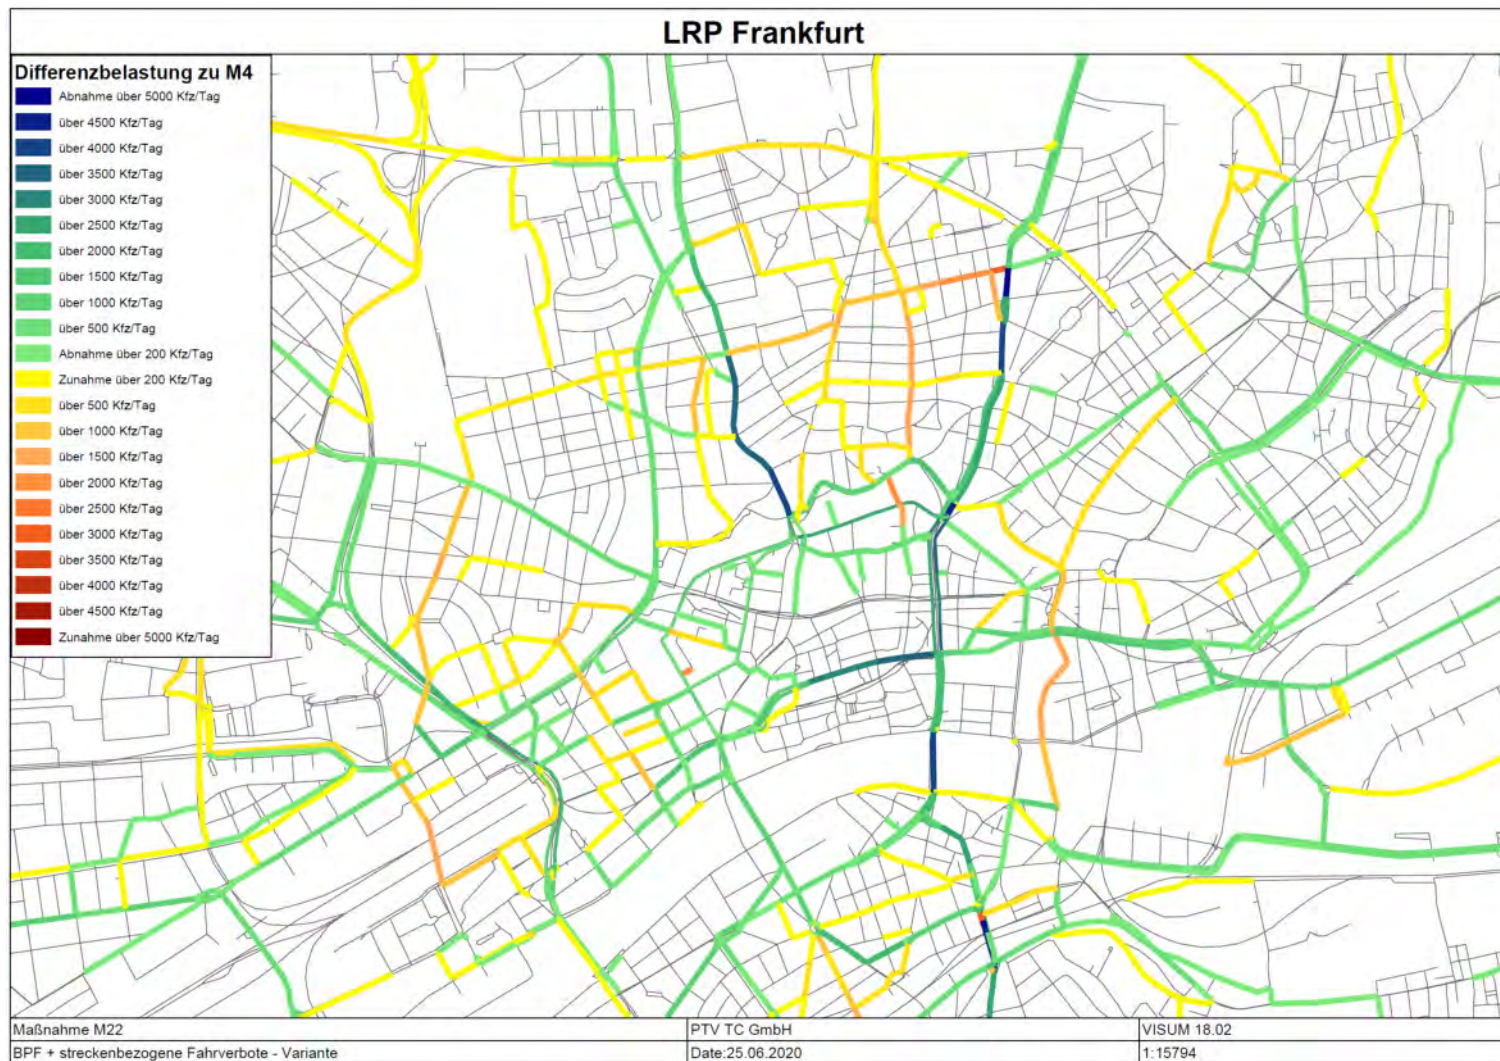 LRP Frankfurt
Differenzbelastung zu M4
Abnahme über 5000 Kfz/Tag
über 4500 Kfz/Tag
über 4000 Kfz/Tag
über 3500 Kfz/Tag
über 3000 Kfz/Tag
über 2500 Kfz/Tag
über 2000 Kfz/Tag
über 1500 Kfz/Tag
über 1000 Kfz/Tag
über 500 Kfz/Tag
Abnahme über 200 Kfz/Tag
Zunahme über 200 Kfz/Tag
über 500 Kfz/Tag
über 1000 Kfz/Tag
über 1500 Kfz/Tag
über 2000 Kfz/Tag
über 2500 Kfz/Tag
über 3000 Kfz/Tag
über 3500 Kfz/Tag
über 4000 Kfz/Tag
über 4500 Kfz/Tag
Zunahme über 5000 Kfz/Tag
Maßnahme M22
PTV TC GmbH
VISUM 18.02
BPF + streckenbezogene Fahrverbote - Variante
Date:25.06.2020
1:15794